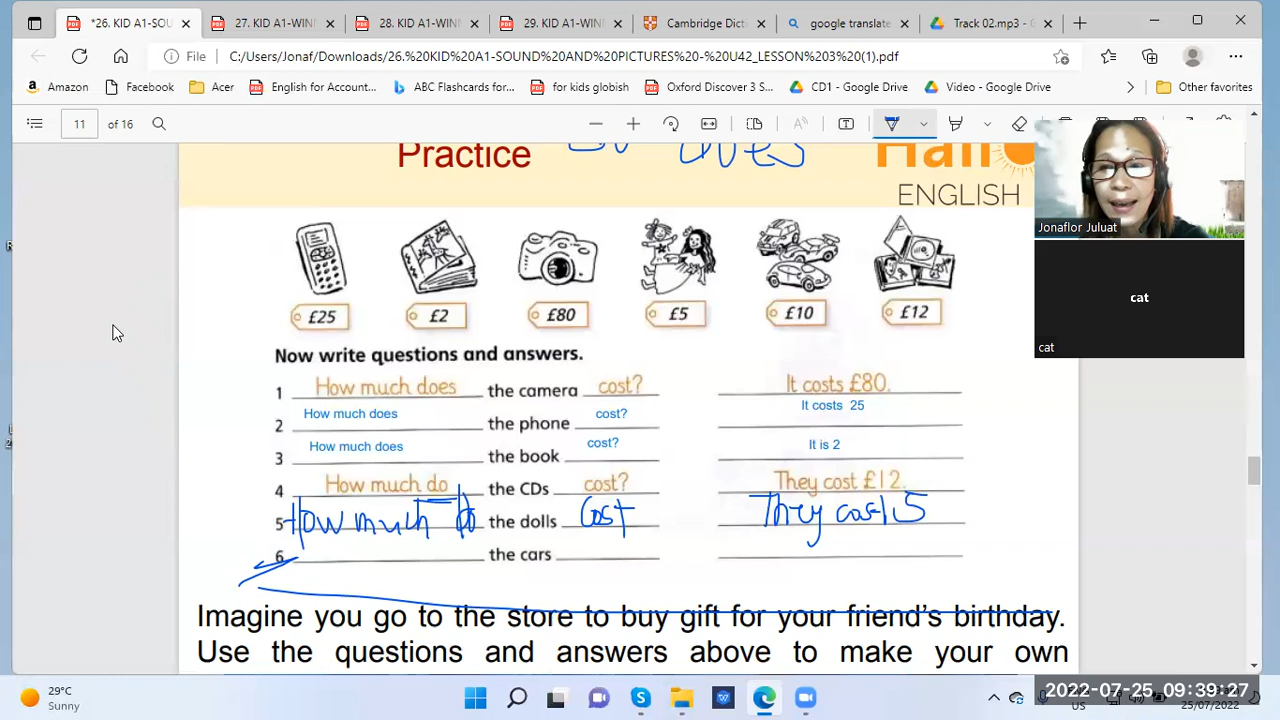 *26. KID A1-SOU
27. KID A1-WINN
28. KID A1-WINN
29. KID A1-WINN
Cambridge Dicti
google translate
Track 02.mp3 - G
File
C:/Users/Jonaf/Downloads/26.%20KID%20A1-SOUND%20AND%20PICTURES%20-%20U42_LESSON%203%20(1).pdf
Amazon
Facebook
Acer
English for Account...
ABC Flashcards for...
for kids globish
Oxford Discover 3 S...
CD1 - Google Drive
Video - Google Drive
Other favorites
11 of 16
Practice
Hallo
ENGLISH
Jonaflor Juluat
cat
cat
£25 £2 £80 £5 £10 £12
Now write questions and answers.
1 How much does the camera cost? It costs £80.
2 How much does the phone cost? It costs 25
3 How much does the book cost? It is 2
4 How much do the CDs cost? They cost £12.
5 How much do the dolls cost They cost 5
6 the cars
Imagine you go to the store to buy gift for your friend's birthday.
Use the questions and answers above to make your own
29°C
Sunny
2022-07-25 09:39:27
US
25/07/2022